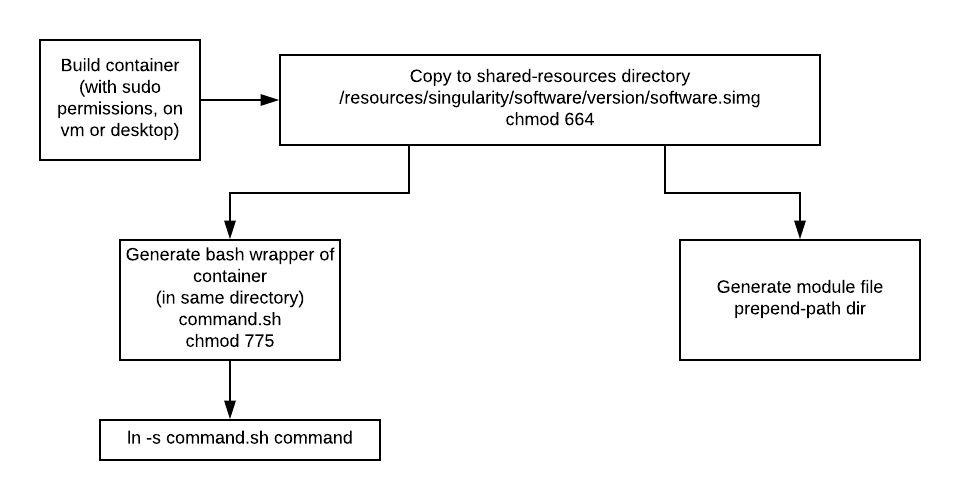 Build container
(with sudo
permissions, on
vm or desktop)
Copy to shared-resources directory
/resources/singularity/software/version/software.simg
chmod 664
Generate bash wrapper of
container
(in same directory)
command.sh
chmod 775
Generate module file
prepend-path dir
ln -s command.sh command